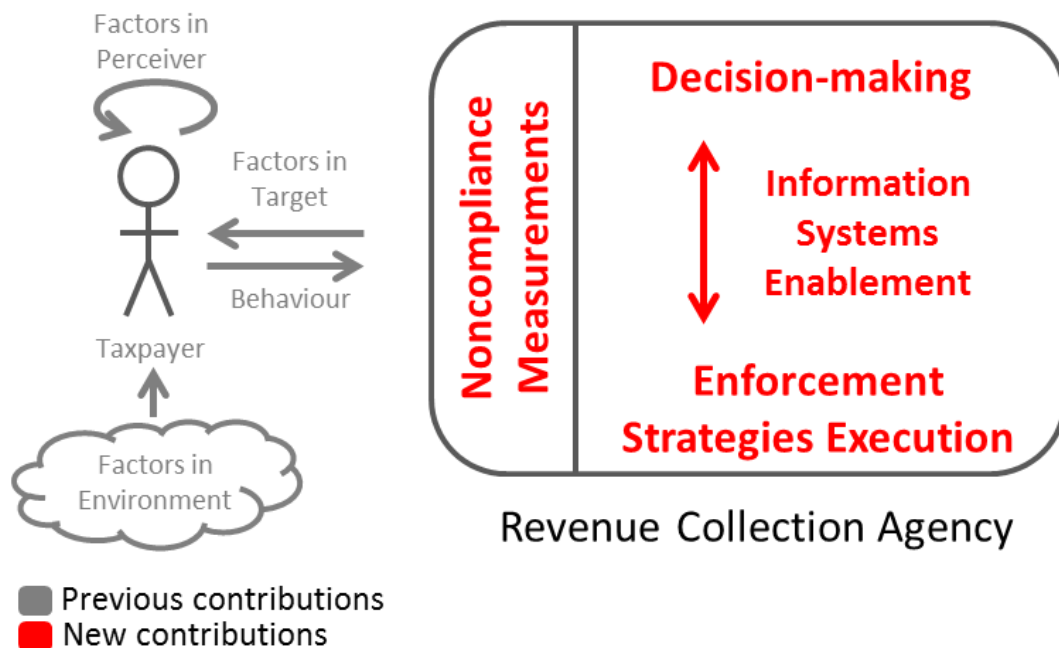 Factors in
Perceiver
Factors in
Target
Behaviour
Taxpayer
Factors in
Environment
Noncompliance
Measurements
Decision-making
Information
Systems
Enablement
Enforcement
Strategies Execution
Revenue Collection Agency
Previous contributions
New contributions